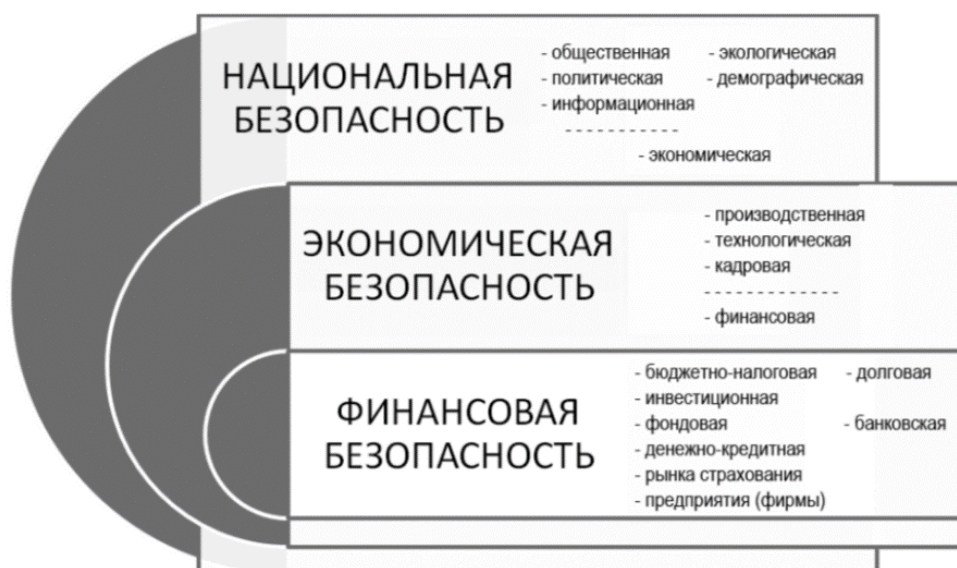 НАЦИОНАЛЬНАЯ
БЕЗОПАСНОСТЬ
- общественная
- политическая
- информационная
- - - - - - - - - - -
- экологическая
- демографическая
- экономическая
ЭКОНОМИЧЕСКАЯ
БЕЗОПАСНОСТЬ
- производственная
- технологическая
- кадровая
- - - - - - - - - - - - -
- финансовая
ФИНАНСОВАЯ
БЕЗОПАСНОСТЬ
- бюджетно-налоговая
- инвестиционная
- фондовая
- денежно-кредитная
- рынка страхования
- предприятия (фирмы)
- долговая
- банковская